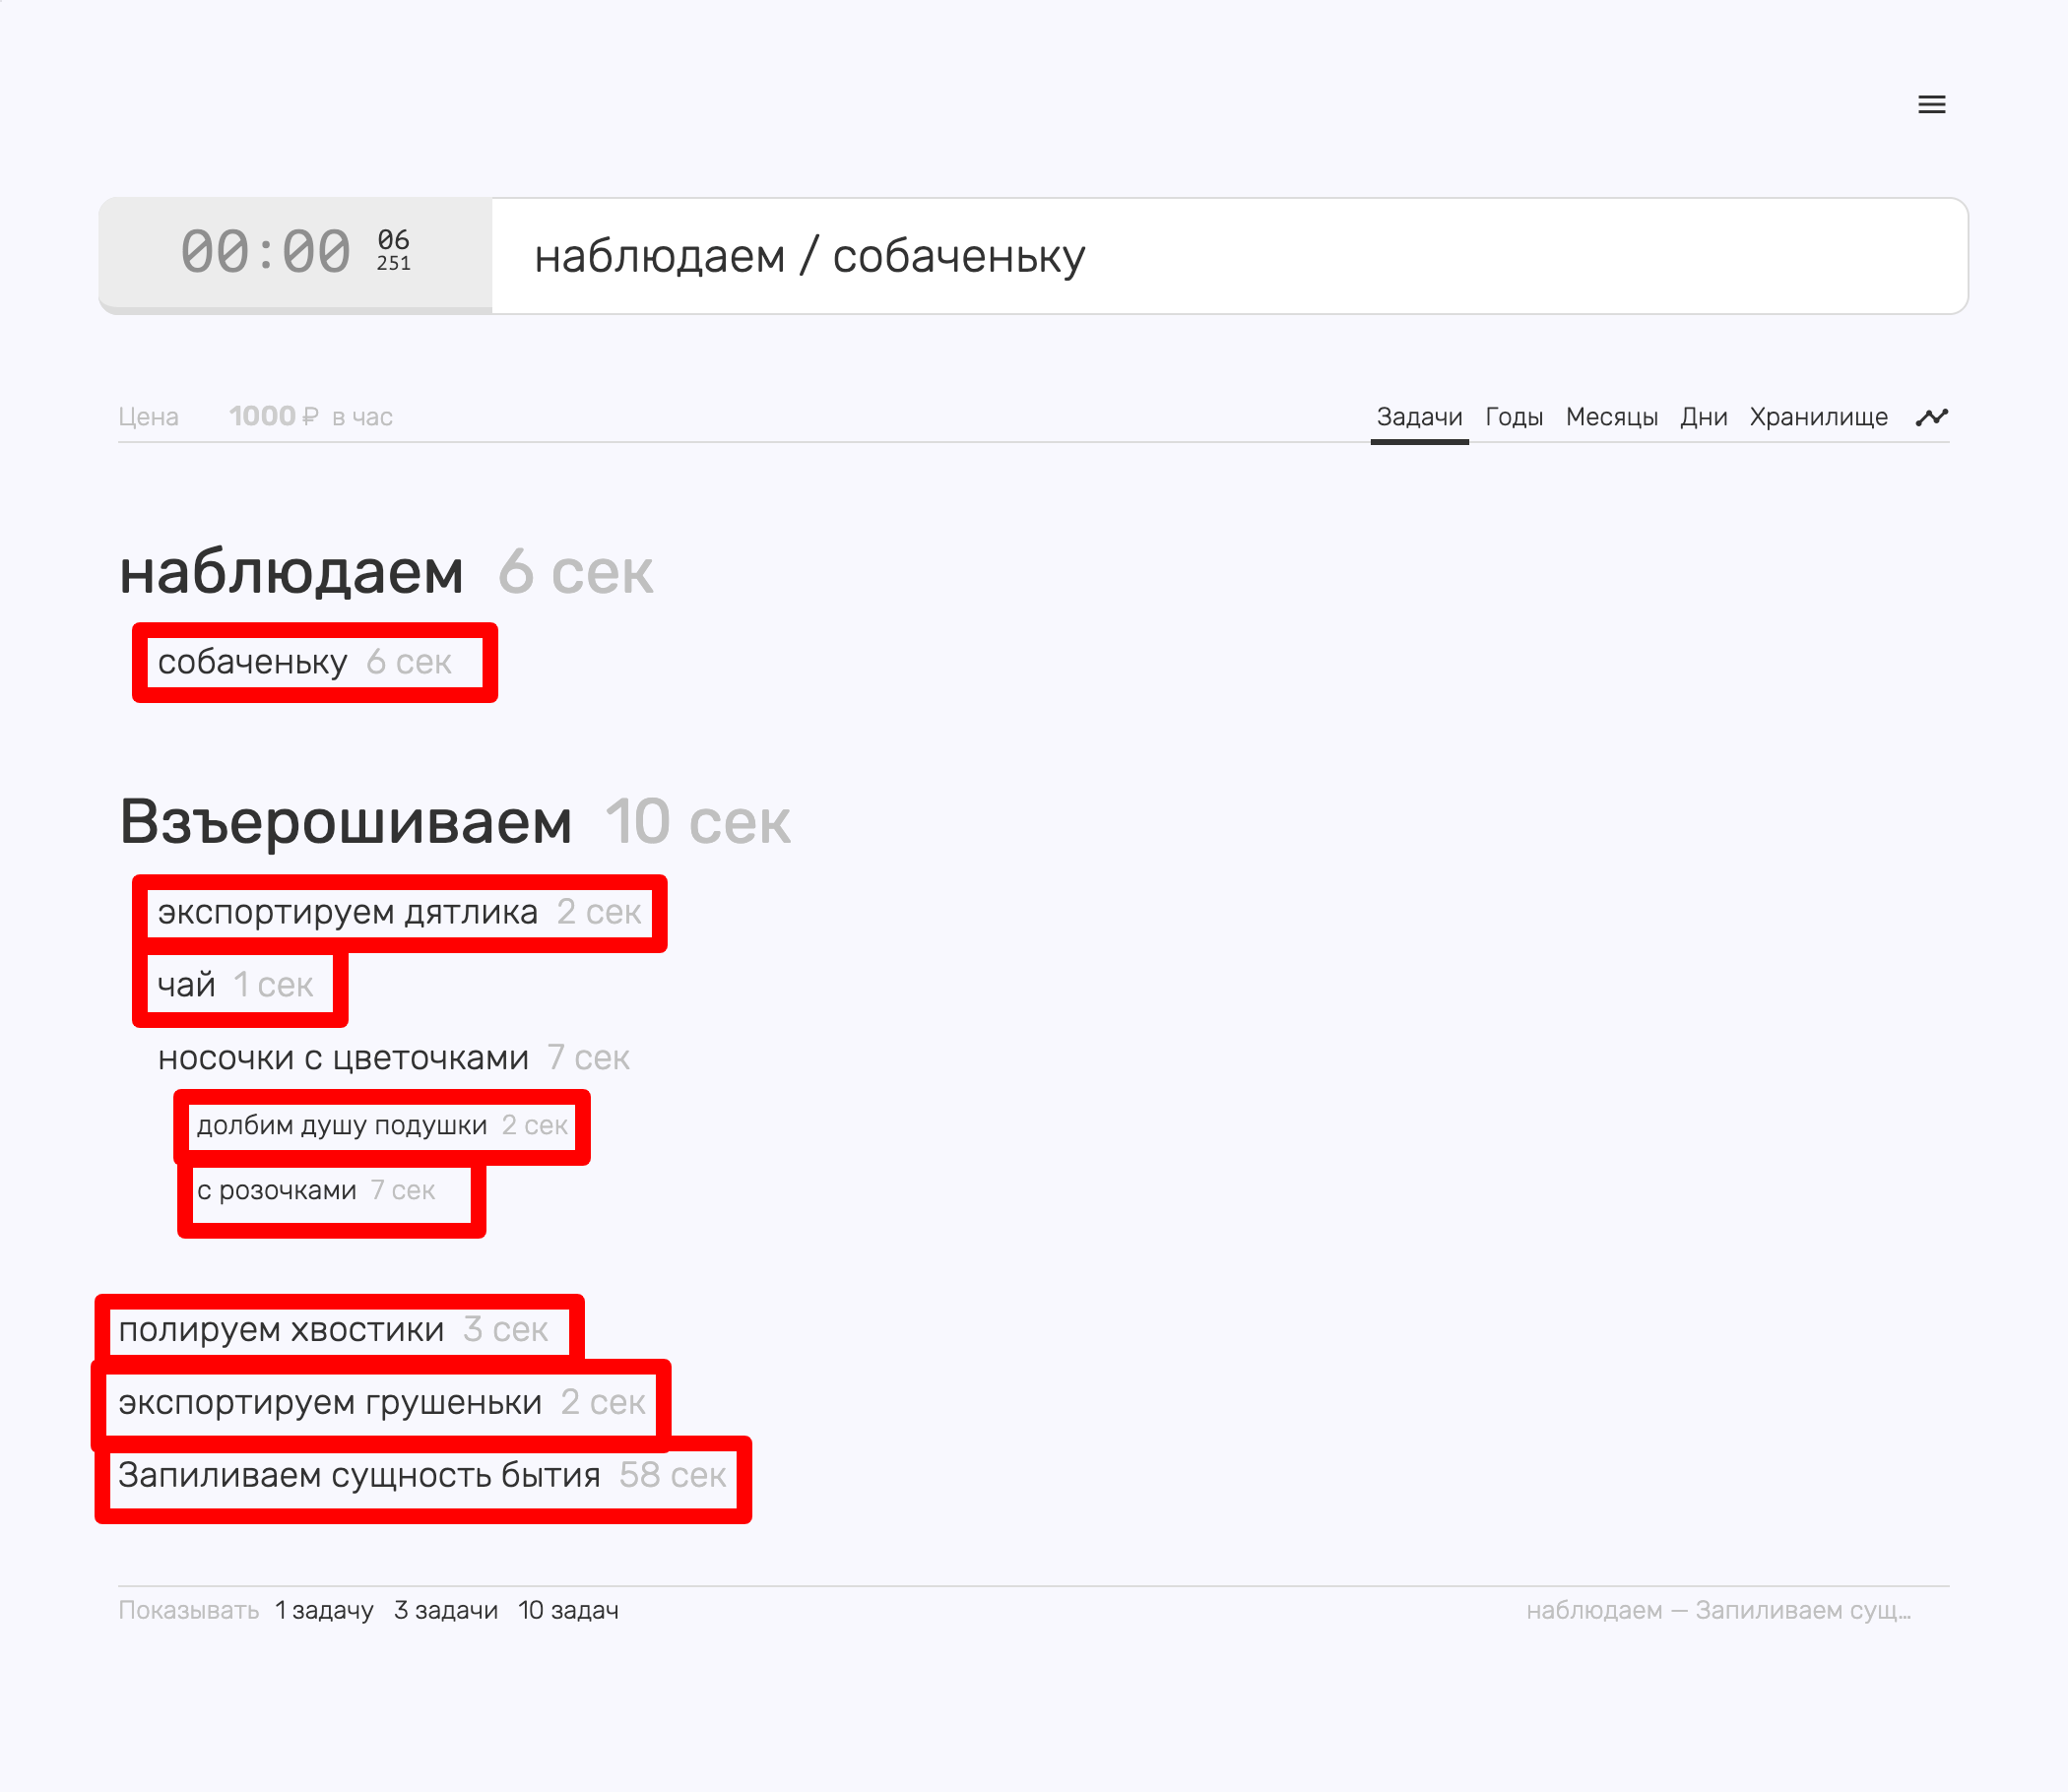 00:00 06
251
наблюдаем / собаченьку
Цена 1000 ₽ в час
Задачи Годы Месяцы Дни Хранилище
наблюдаем 6 сек
собаченьку 6 сек
Взъерошиваем 10 сек
экспортируем дятлика 2 сек
чай 1 сек
носочки с цветочками 7 сек
долбим душу подушки 2 сек
с розочками 7 сек
полируем хвостики 3 сек
экспортируем грушеньки 2 сек
Запиливаем сущность бытия 58 сек
Показывать 1 задачу 3 задачи 10 задач
наблюдаем — Запиливаем сущ...